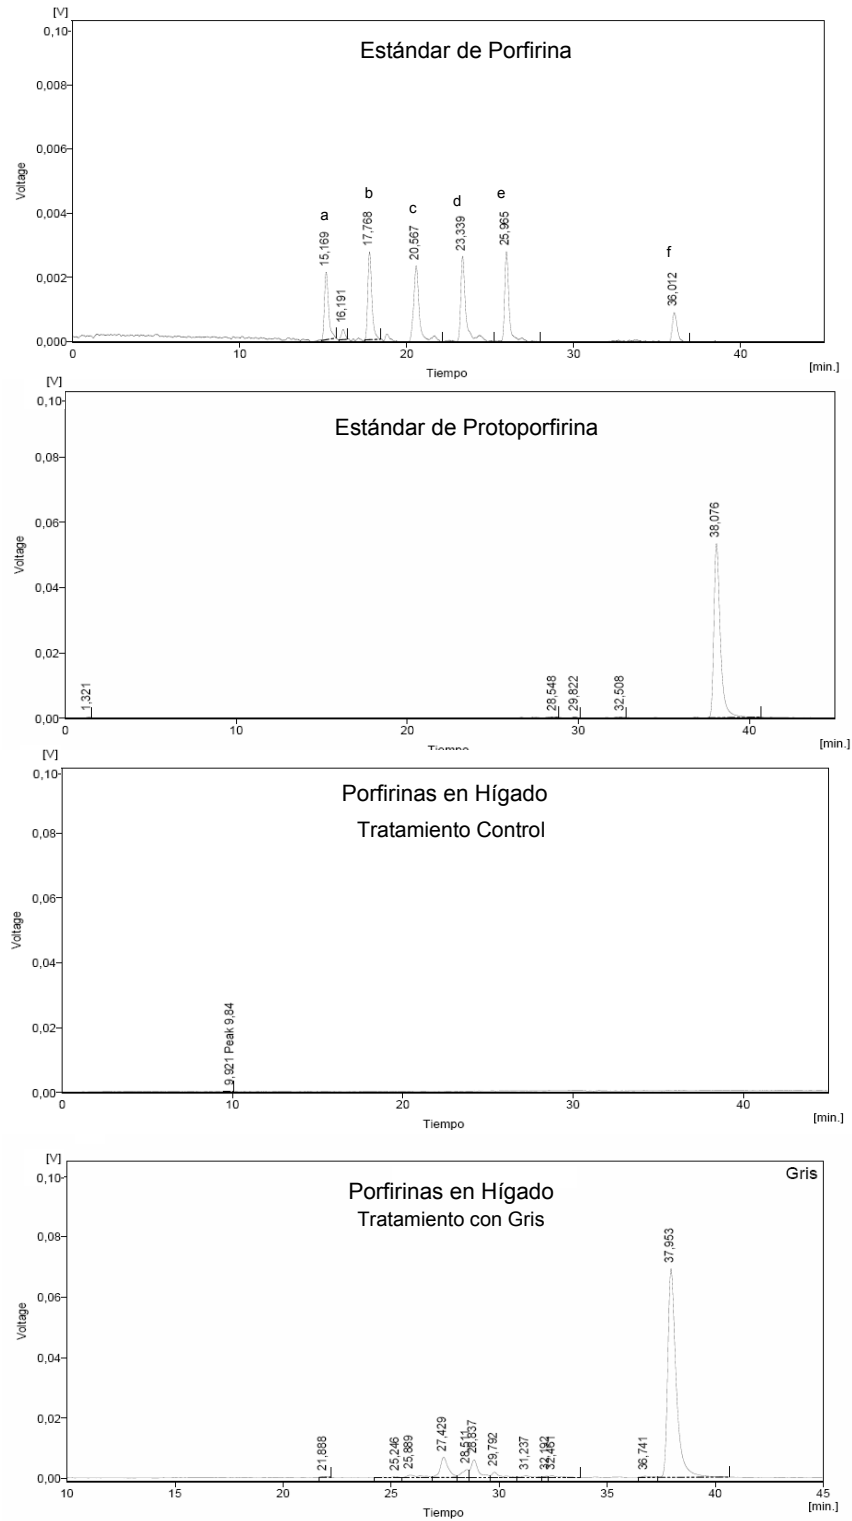 [V]
0,10
Estándar de Porfirina
0,008
0,006
Voltage
0,004
0,002
0,000
a
15,169
16,191
b
17,768
c
20,567
d
23,339
e
25,965
f
36,012
0
10
20
30
40
Tiempo
[min.]
[V]
0,10
Estándar de Protoporfirina
0,08
0,06
Voltage
0,04
0,02
0,00
1,321
28,548
29,822
32,508
38,076
0
10
20
30
40
Tiempo
[min.]
[V]
0,10
Porfirinas en Hígado
Tratamiento Control
0,08
0,06
Voltage
0,04
0,02
0,00
9,921 Peak 9,84
0
10
20
30
40
Tiempo
[min.]
[V]
0,10
Gris
Porfirinas en Hígado
Tratamiento con Gris
0,08
0,06
Voltage
0,04
0,02
0,00
21,888
25,246
25,889
27,429
28,511
28,837
29,792
31,237
32,192
32,461
36,741
37,953
10
15
20
25
30
35
40
45
Tiempo
[min.]